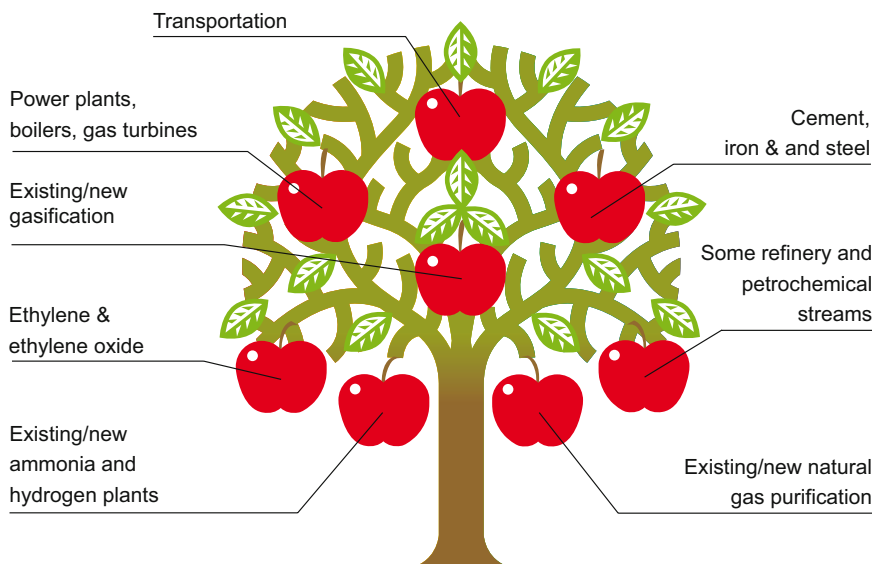 Transportation
Power plants,
boilers, gas turbines
Cement,
iron & and steel
Existing/new
gasification
Some refinery and
petrochemical
streams
Ethylene &
ethylene oxide
Existing/new
ammonia and
hydrogen plants
Existing/new natural
gas purification